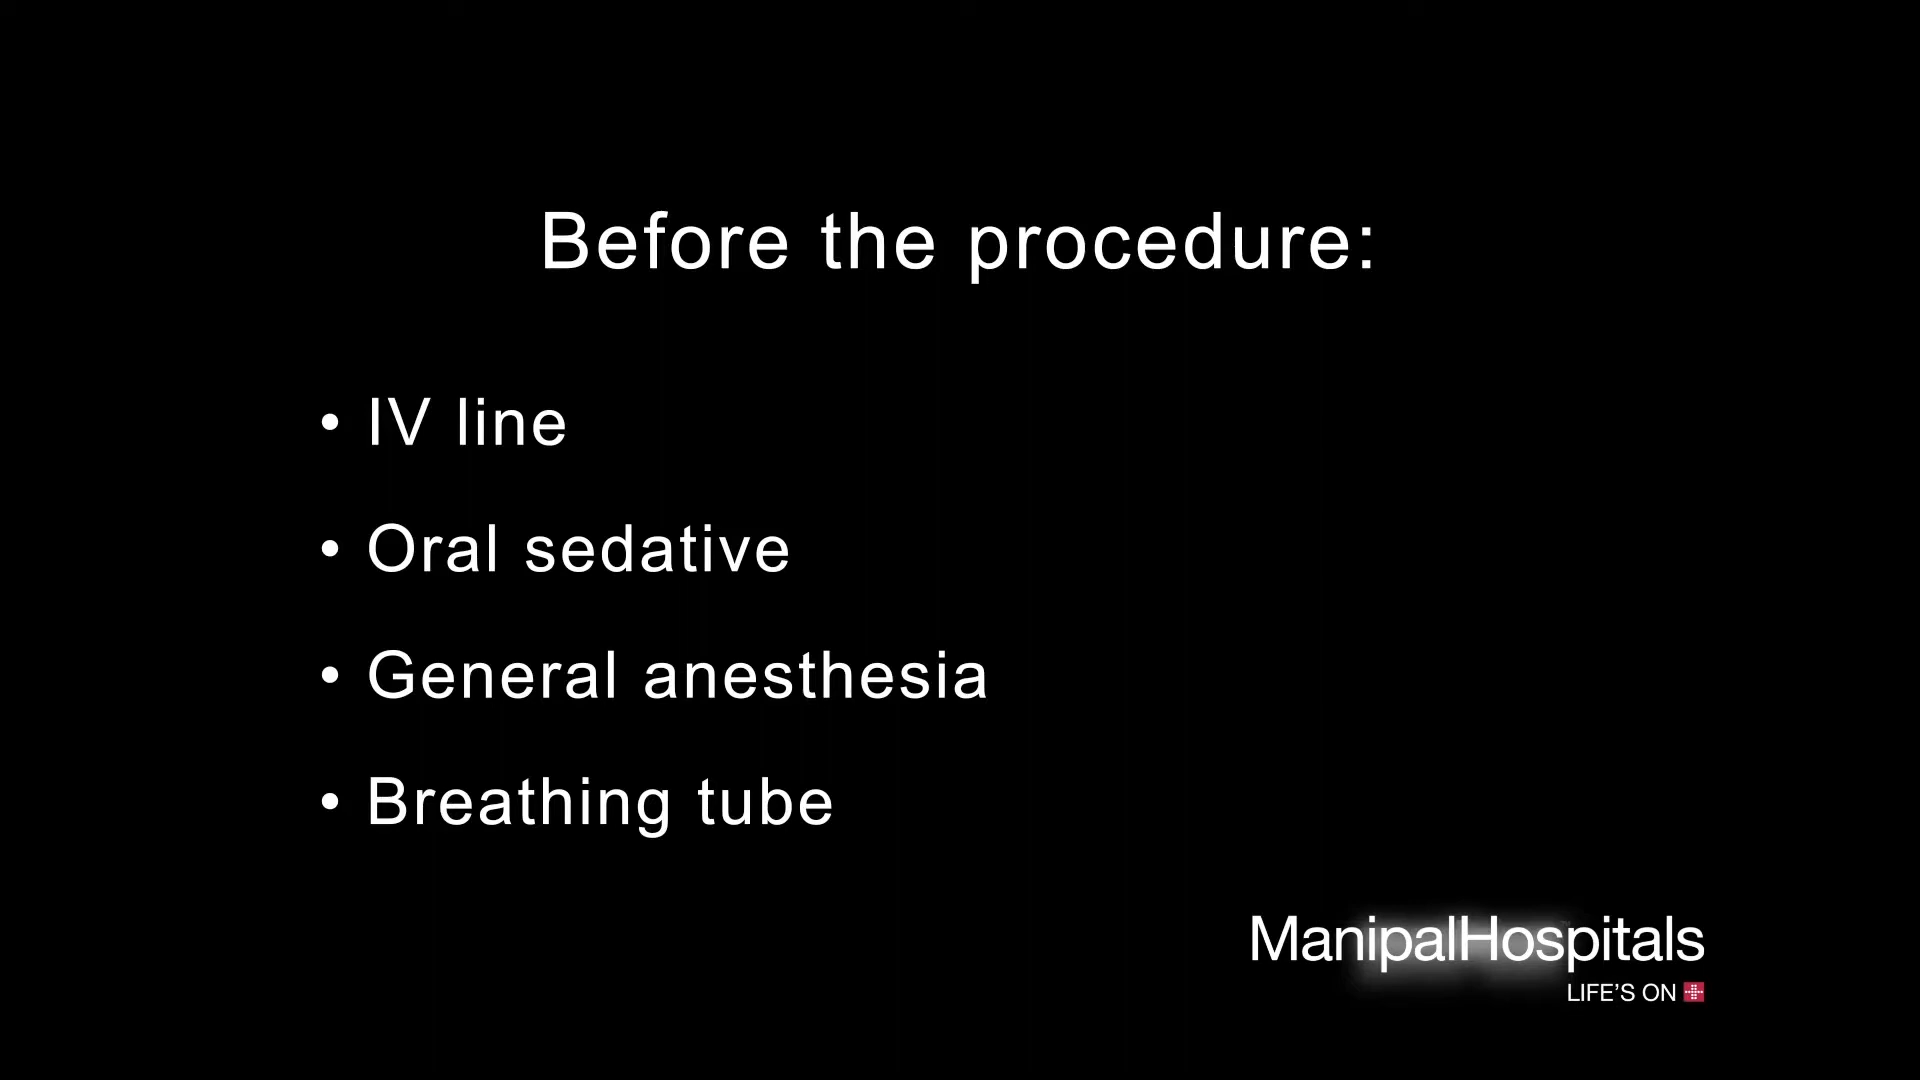 Before the procedure:
• IV line
• Oral sedative
• General anesthesia
• Breathing tube
ManipalHospitals
LIFE'S ON